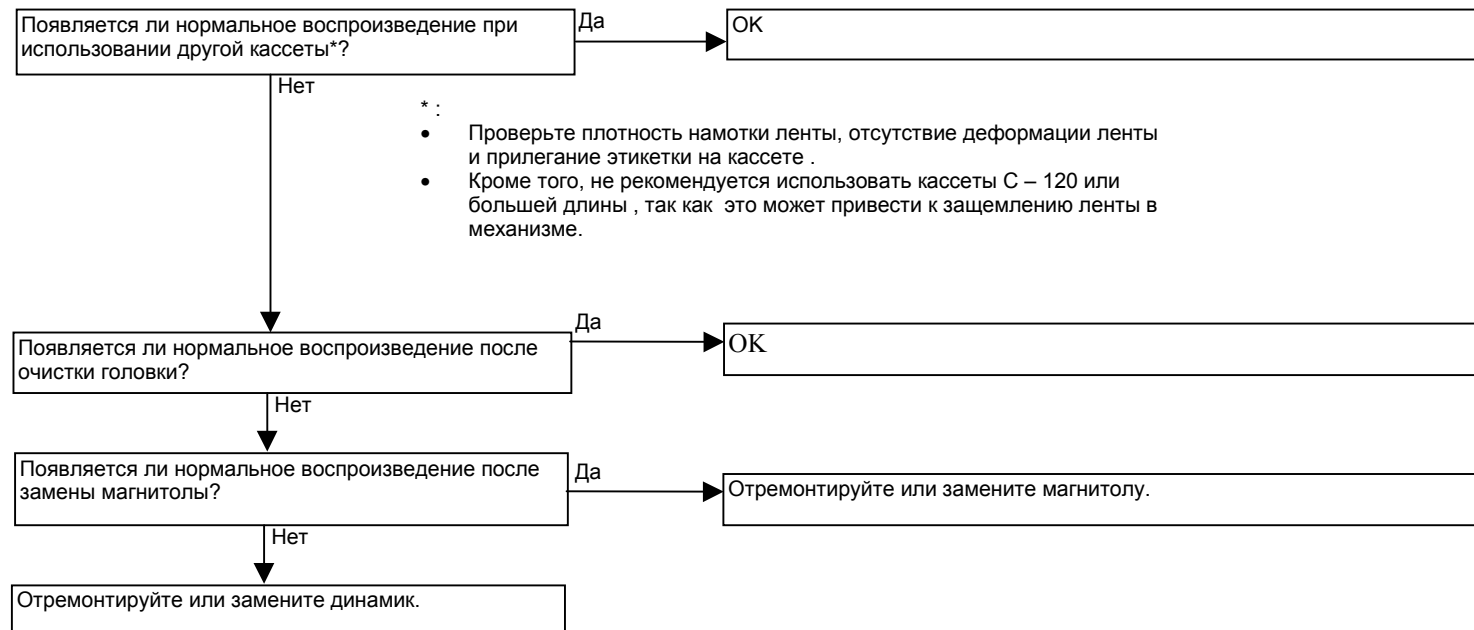 Появляется ли нормальное воспроизведение при
использовании другой кассеты*?
Да
OK
Нет
* :
• Проверьте плотность намотки ленты, отсутствие деформации ленты
и прилегание этикетки на кассете .
• Кроме того, не рекомендуется использовать кассеты С – 120 или
большей длины , так как это может привести к защемлению ленты в
механизме.
Появляется ли нормальное воспроизведение после
очистки головки?
Да
OK
Нет
Появляется ли нормальное воспроизведение после
замены магнитолы?
Да
Отремонтируйте или замените магнитолу.
Нет
Отремонтируйте или замените динамик.